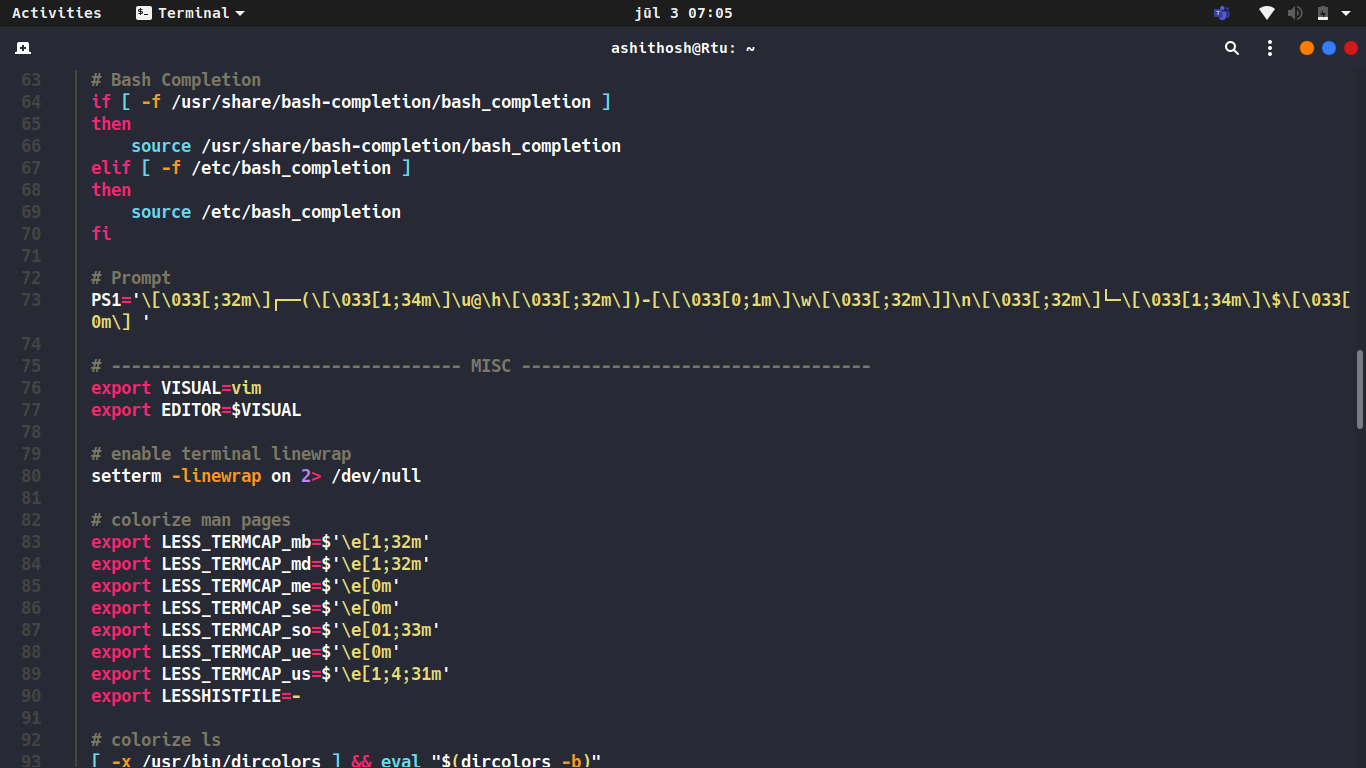 Activities Terminal jūl 3 07:05
ashithosh@Rtu: ~
63 # Bash Completion
64 if [ -f /usr/share/bash-completion/bash_completion ]
65 then
66     source /usr/share/bash-completion/bash_completion
67 elif [ -f /etc/bash_completion ]
68 then
69     source /etc/bash_completion
70 fi
71
72 # Prompt
73 PS1='\[\033[;32m\]┌──(\[\033[1;34m\]\u@\h\[\033[;32m\])-[\[\033[0;1m\]\w\[\033[;32m\]]\n\[\033[;32m\]└─\[\033[1;34m\]\$\[\033[
0m\] '
74
75 # ----------------------------------- MISC -----------------------------------
76 export VISUAL=vim
77 export EDITOR=$VISUAL
78
79 # enable terminal linewrap
80 setterm -linewrap on 2> /dev/null
81
82 # colorize man pages
83 export LESS_TERMCAP_mb=$'\e[1;32m'
84 export LESS_TERMCAP_md=$'\e[1;32m'
85 export LESS_TERMCAP_me=$'\e[0m'
86 export LESS_TERMCAP_se=$'\e[0m'
87 export LESS_TERMCAP_so=$'\e[01;33m'
88 export LESS_TERMCAP_ue=$'\e[0m'
89 export LESS_TERMCAP_us=$'\e[1;4;31m'
90 export LESSHISTFILE=-
91
92 # colorize ls
93 [ -x /usr/bin/dircolors ] && eval "$(dircolors -b)"